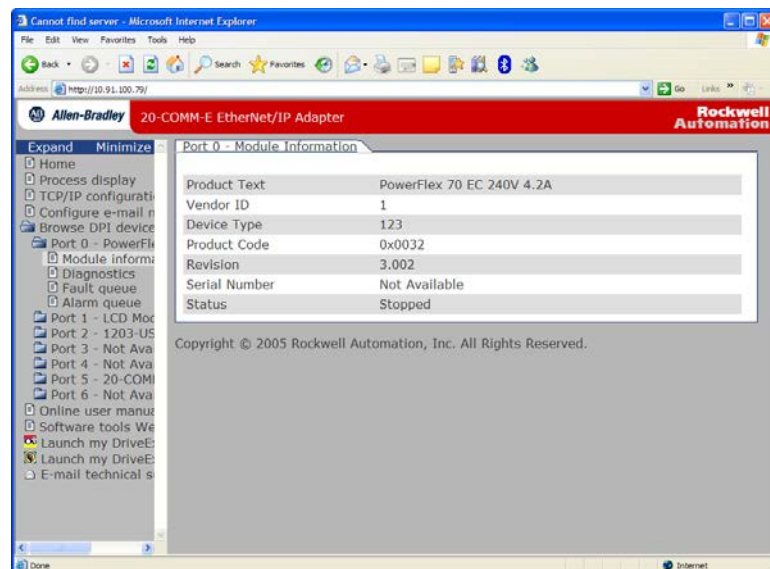 Cannot find server - Microsoft Internet Explorer
File Edit View Favorites Tools Help
Back Search Favorites
Address http://10.91.100.79/ Go Links »
AB Allen-Bradley 20-COMM-E EtherNet/IP Adapter Rockwell Automation
Expand Minimize
Home
Process display
TCP/IP configurati
Configure e-mail n
Browse DPI device
Port 0 - PowerFle
Module informa
Diagnostics
Fault queue
Alarm queue
Port 1 - LCD Mod
Port 2 - 1203-US
Port 3 - Not Ava
Port 4 - Not Ava
Port 5 - 20-COMI
Port 6 - Not Ava
Online user manua
Software tools We
Launch my DriveE:
Launch my DriveE:
E-mail technical s
Port 0 - Module Information
Product Text PowerFlex 70 EC 240V 4.2A
Vendor ID 1
Device Type 123
Product Code 0x0032
Revision 3.002
Serial Number Not Available
Status Stopped
Copyright © 2005 Rockwell Automation, Inc. All Rights Reserved.
Done Internet